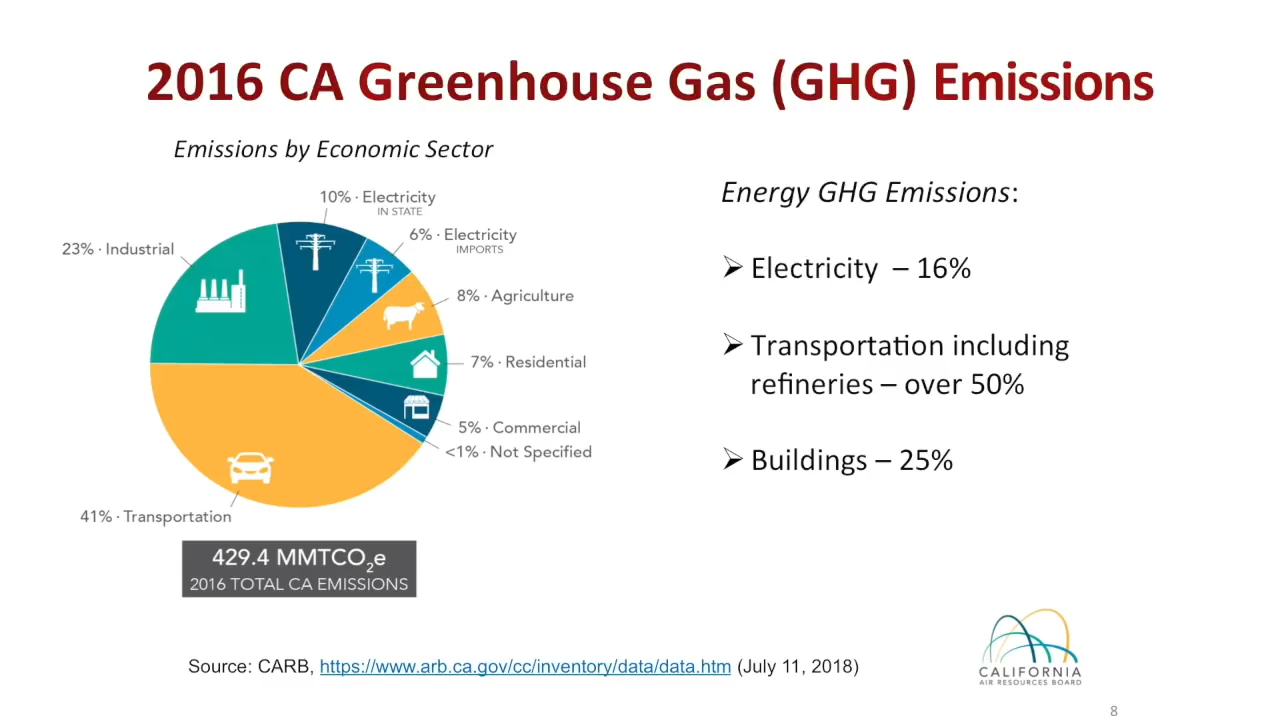 2016 CA Greenhouse Gas (GHG) Emissions
Emissions by Economic Sector
10% · Electricity
IN STATE
6% · Electricity
IMPORTS
23% · Industrial
8% · Agriculture
7% · Residential
5% · Commercial
<1% · Not Specified
41% · Transportation
429.4 MMTCO₂e
2016 TOTAL CA EMISSIONS
Energy GHG Emissions:
➢ Electricity – 16%
➢ Transportation including
refineries – over 50%
➢ Buildings – 25%
Source: CARB, https://www.arb.ca.gov/cc/inventory/data/data.htm (July 11, 2018)
CALIFORNIA
AIR RESOURCES BOARD
8